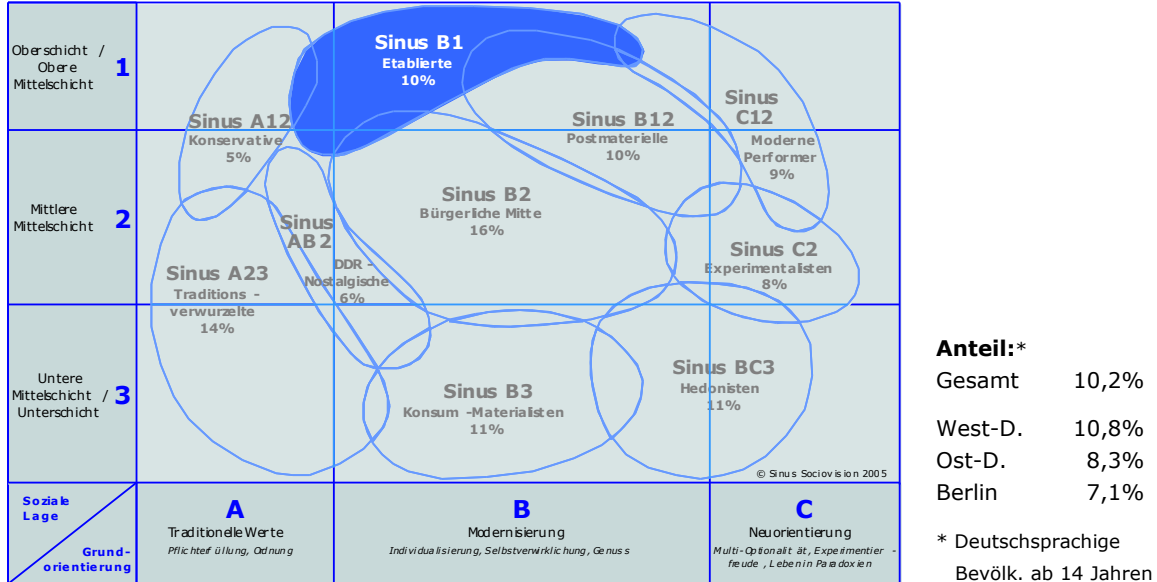 Oberschicht /
Obere
Mittelschicht
1
Sinus B1
Etablierte
10%
Sinus A12
Konservative
5%
Sinus B12
Postmaterielle
10%
Sinus
C12
Moderne
Performer
9%
Mittlere
Mittelschicht
2
Sinus B2
Bürgerliche Mitte
16%
Sinus
AB2
DDR -
Nostalgische
6%
Sinus A23
Traditions -
verwurzelte
14%
Sinus C2
Experimentalisten
8%
Untere
Mittelschicht /
Unterschicht
3
Sinus B3
Konsum -Materialisten
11%
Sinus BC3
Hedonisten
11%
© Sinus Sociovision 2005
Soziale
Lage
Grund-
orientierung
A
Traditionelle Werte
Pflichterfüllung, Ordnung
B
Modernisierung
Individualisierung, Selbstverwirklichung, Genuss
C
Neuorientierung
Multi-Optionalität, Experimentier -
freude, Leben in Paradoxien
Anteil:*
Gesamt 10,2%
West-D. 10,8%
Ost-D. 8,3%
Berlin 7,1%
* Deutschsprachige
Bevölk. ab 14 Jahren